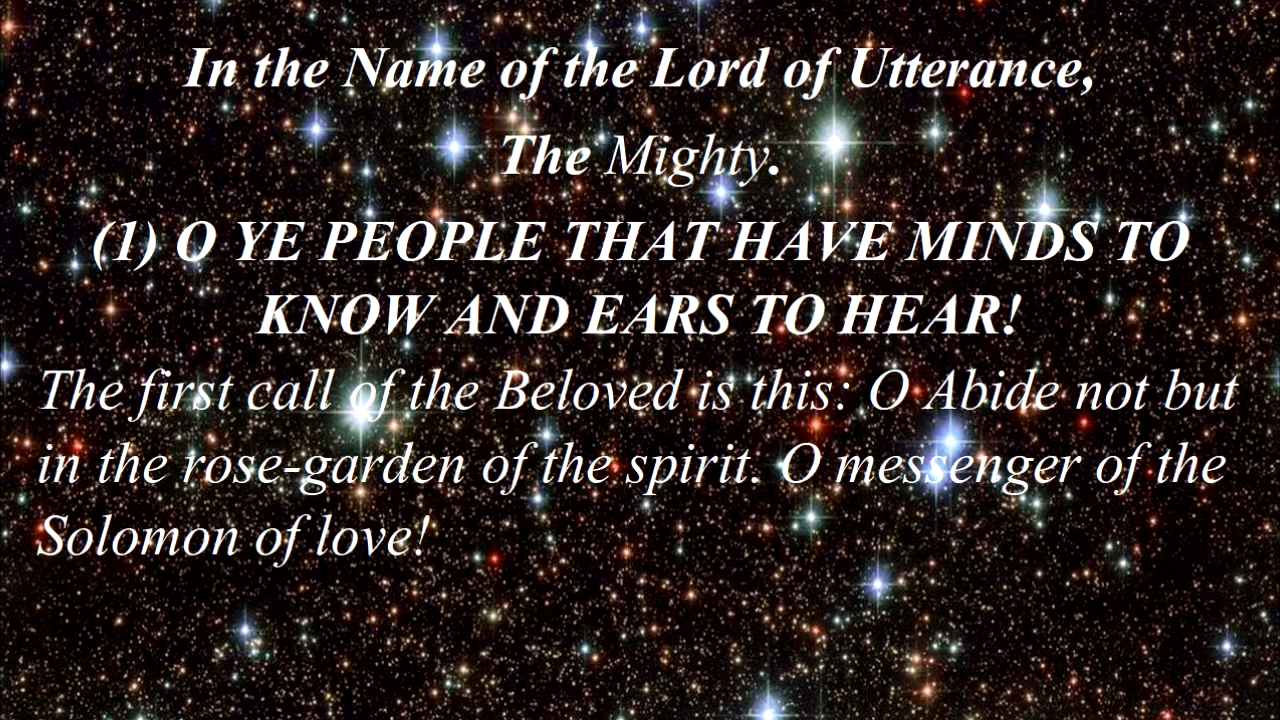 In the Name of the Lord of Utterance,
The Mighty.
(1) O YE PEOPLE THAT HAVE MINDS TO
KNOW AND EARS TO HEAR!
The first call of the Beloved is this: O Abide not but
in the rose-garden of the spirit. O messenger of the
Solomon of love!